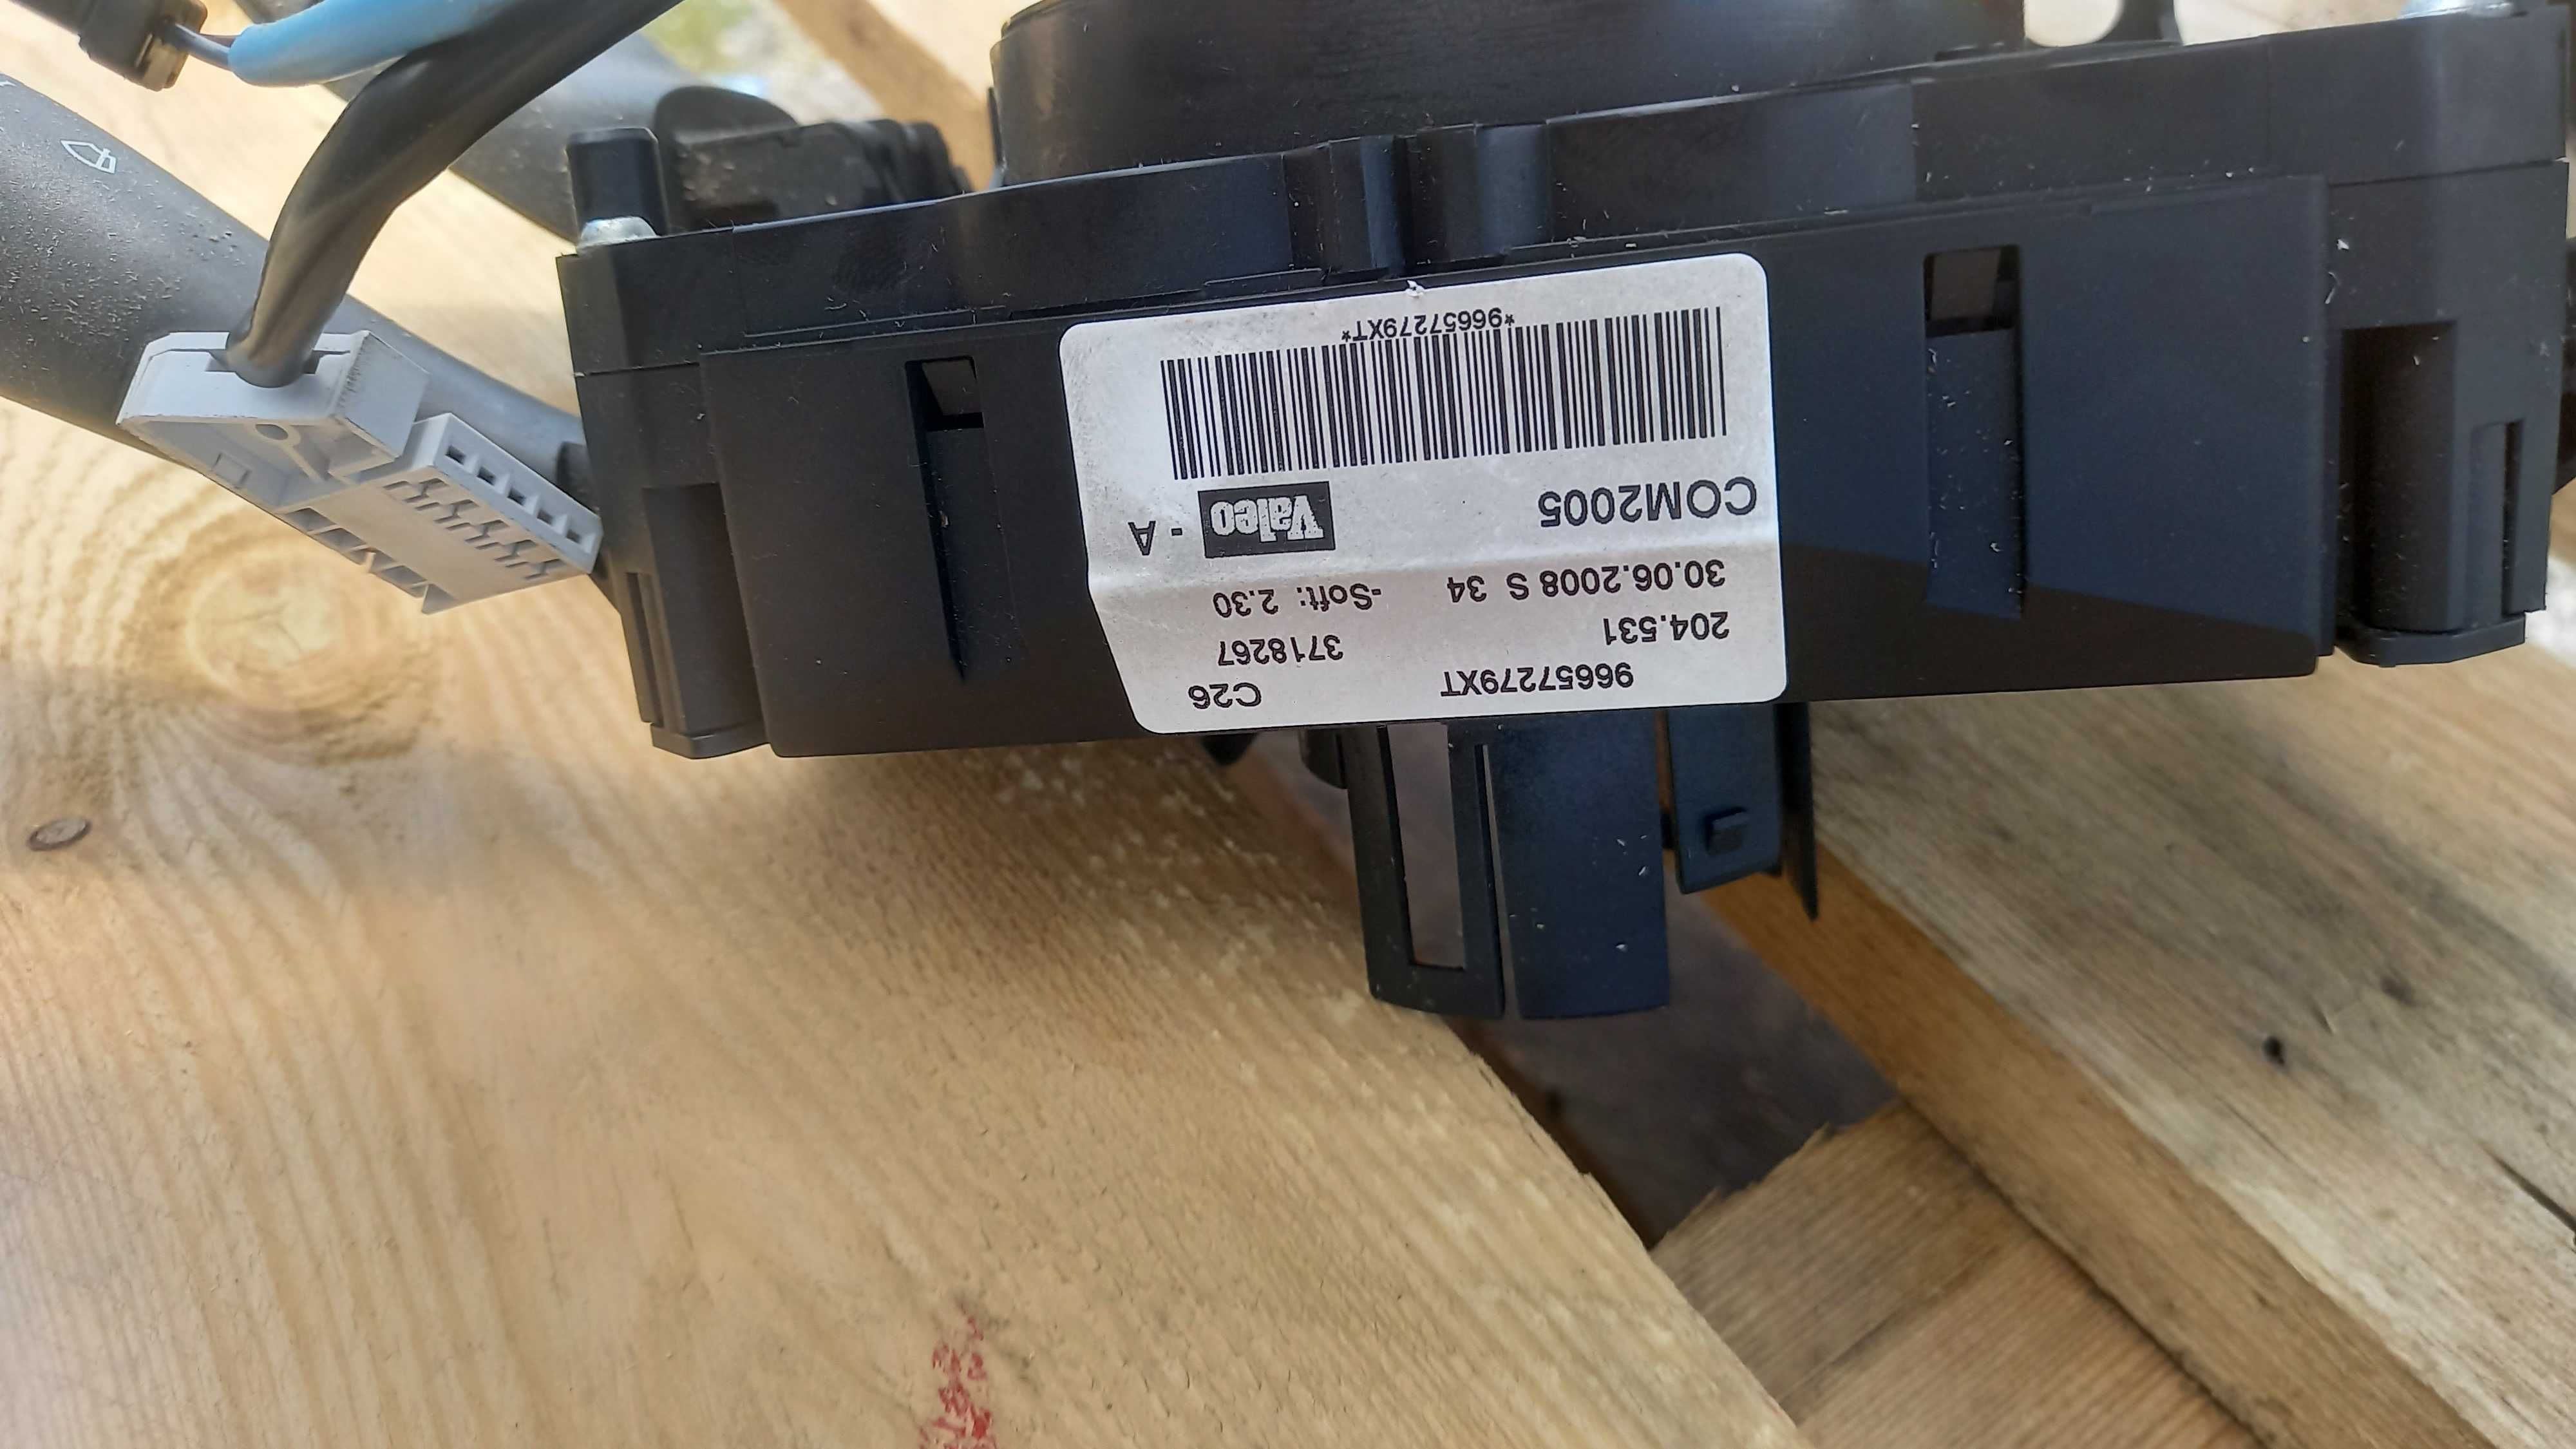 96657279XT C26
204.531 3718267
30.06.2008 S 34 -Soft: 2.30
COM2005 Valeo - A
*96657279XT*